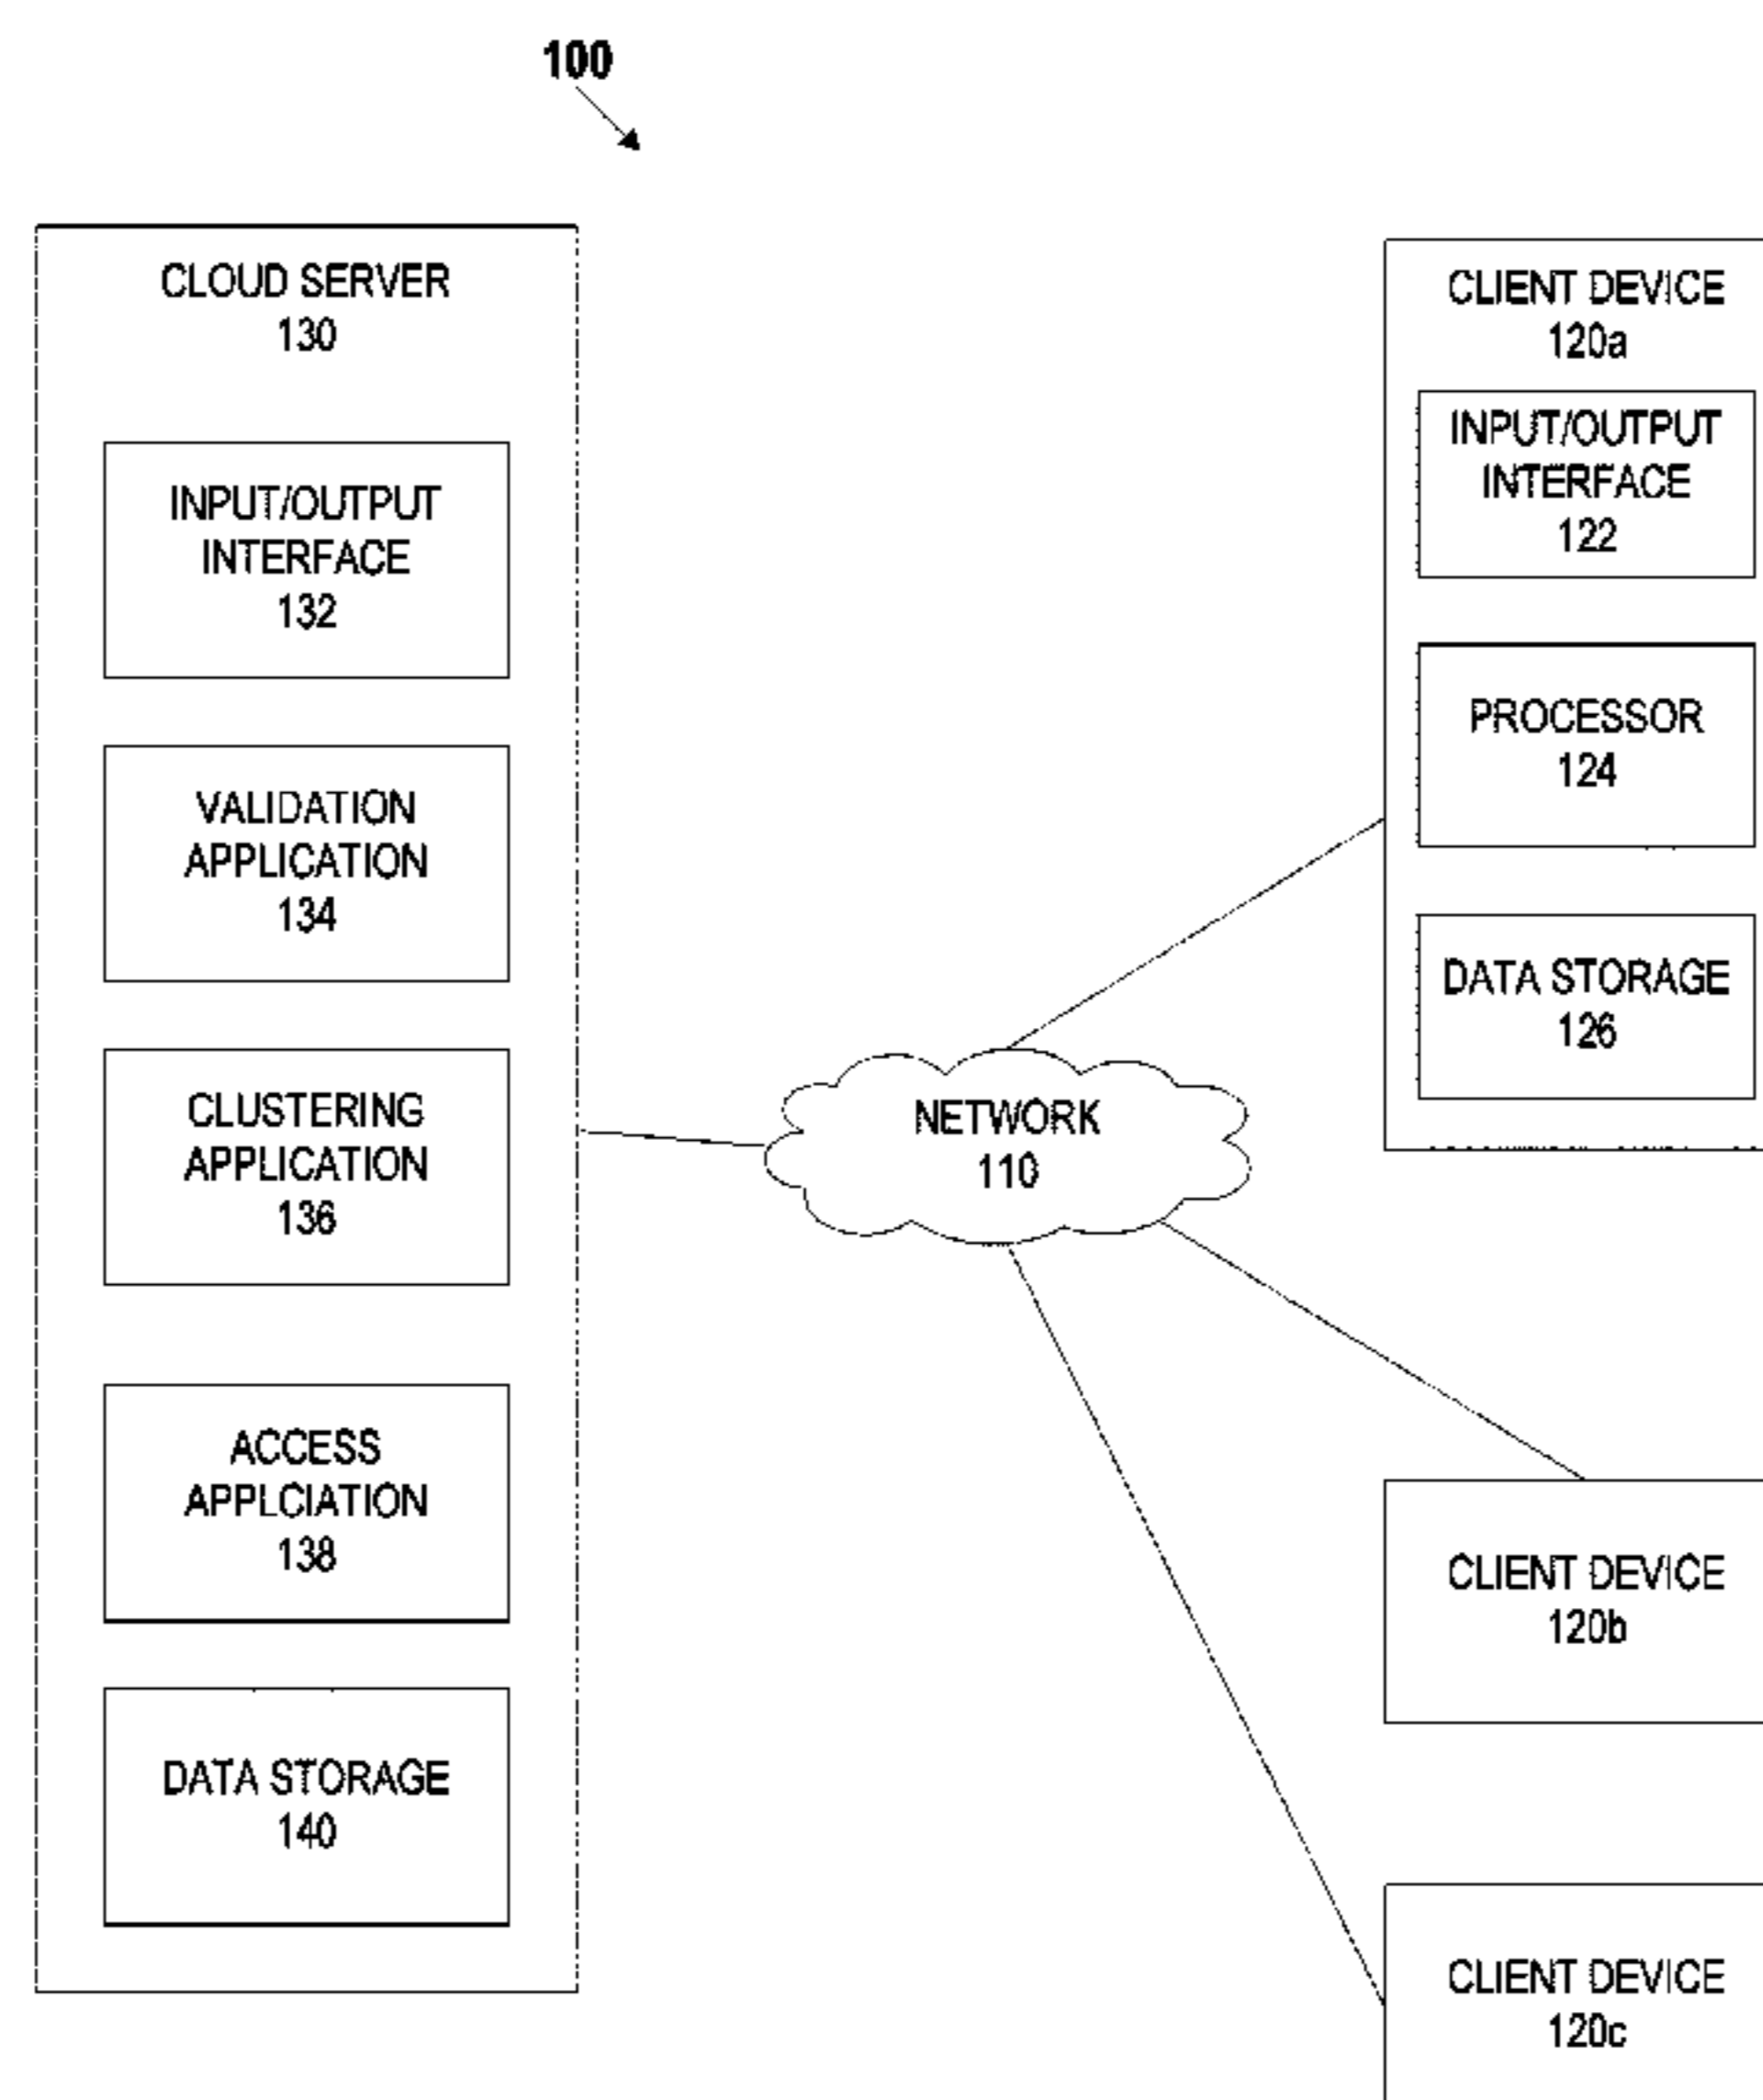 100
CLOUD SERVER
130
INPUT/OUTPUT
INTERFACE
132
VALIDATION
APPLICATION
134
CLUSTERING
APPLICATION
136
ACCESS
APPLCIATION
138
DATA STORAGE
140
NETWORK
110
CLIENT DEVICE
120a
INPUT/OUTPUT
INTERFACE
122
PROCESSOR
124
DATA STORAGE
126
CLIENT DEVICE
120b
CLIENT DEVICE
120c